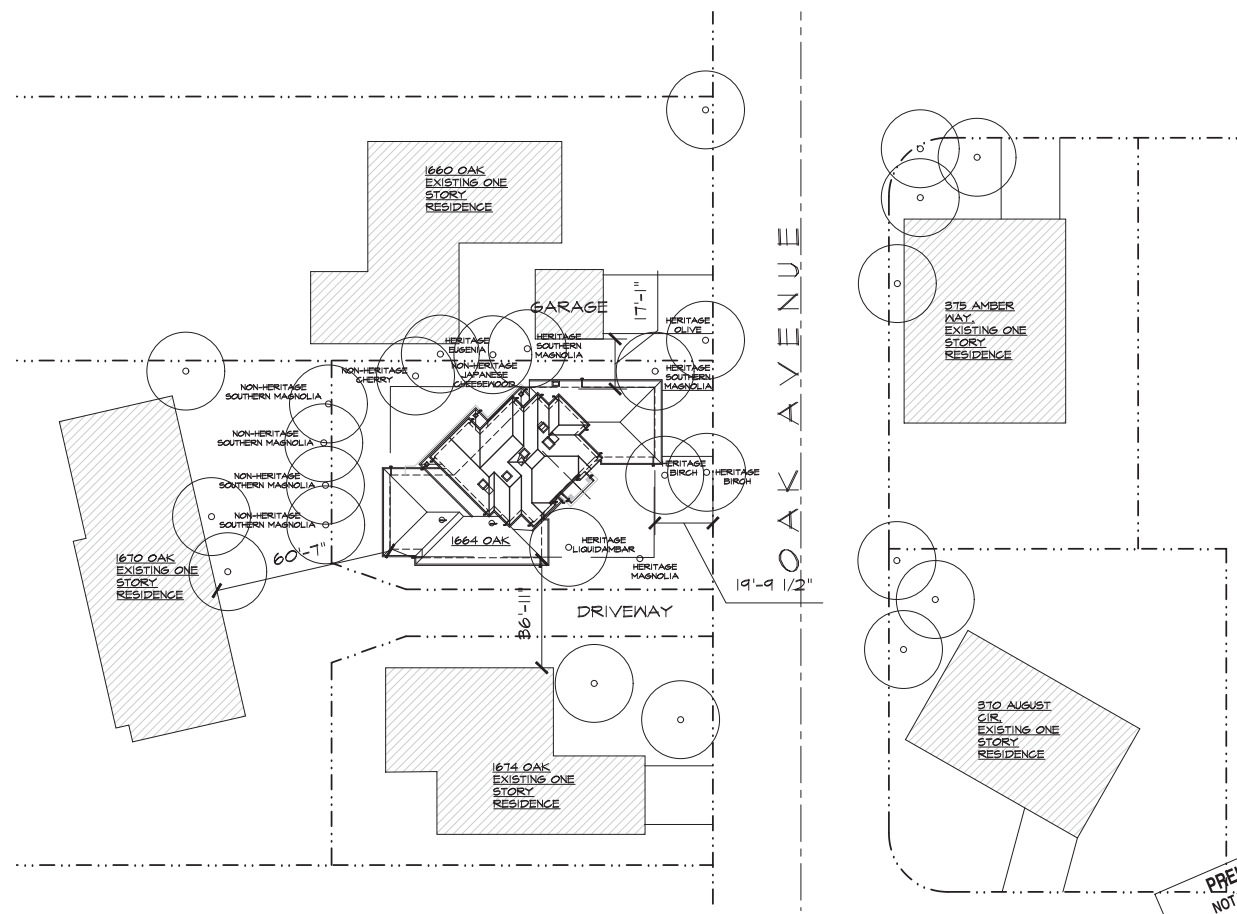 1660 OAK
EXISTING ONE
STORY
RESIDENCE
GARAGE
17'-1"
HERITAGE
OLIVE
HERITAGE
EUGENIA
HERITAGE
SOUTHERN
MAGNOLIA
NON-HERITAGE
CHERRY
NON-HERITAGE
JAPANESE
CHEESEWOOD
HERITAGE
SOUTHERN
MAGNOLIA
NON-HERITAGE
SOUTHERN MAGNOLIA
NON-HERITAGE
SOUTHERN MAGNOLIA
NON-HERITAGE
SOUTHERN MAGNOLIA
NON-HERITAGE
SOUTHERN MAGNOLIA
HERITAGE
BIRCH
HERITAGE
BIRCH
1664 OAK
HERITAGE
LIQUIDAMBAR
HERITAGE
MAGNOLIA
60'-7"
36'-11"
19'-9 1/2"
DRIVEWAY
1670 OAK
EXISTING ONE
STORY
RESIDENCE
1674 OAK
EXISTING ONE
STORY
RESIDENCE
OAK AVENUE
375 AMBER
WAY,
EXISTING ONE
STORY
RESIDENCE
370 AUGUST
CIR,
EXISTING ONE
STORY
RESIDENCE
PREL
NOT